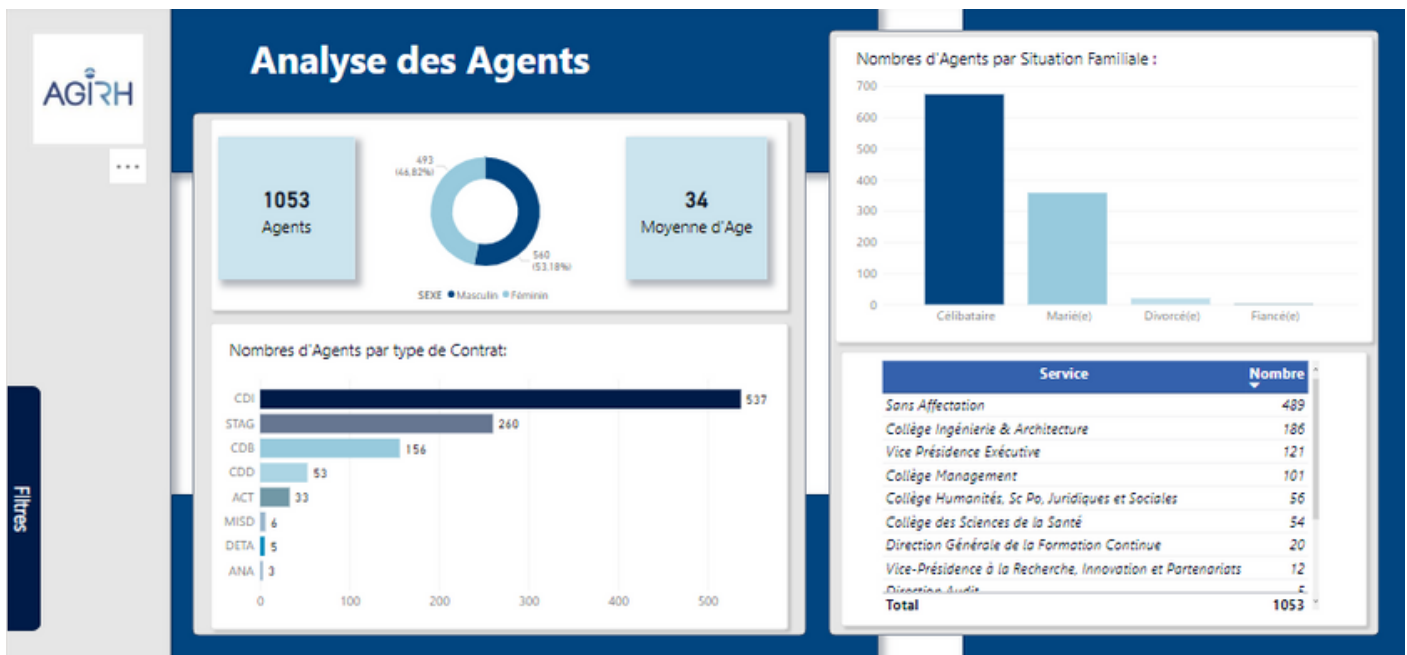 AGIRH
...
Filtres
Analyse des Agents
1053
Agents
493
(46,82%)
560
(53,18%)
SEXE Masculin Féminin
34
Moyenne d'Age
Nombres d'Agents par type de Contrat:
CDI 537
STAG 260
CDB 156
CDD 53
ACT 33
MISD 6
DETA 5
ANA 3
0 100 200 300 400 500
Nombres d'Agents par Situation Familiale :
700
600
500
400
300
200
100
0
Célibataire Marié(e) Divorcé(e) Fiancé(e)
Service Nombre
Sans Affectation 489
Collège Ingénierie & Architecture 186
Vice Présidence Exécutive 121
Collège Management 101
Collège Humanités, Sc Po, Juridiques et Sociales 56
Collège des Sciences de la Santé 54
Direction Générale de la Formation Continue 20
Vice-Présidence à la Recherche, Innovation et Partenariats 12
Direction Audit 5
Total 1053